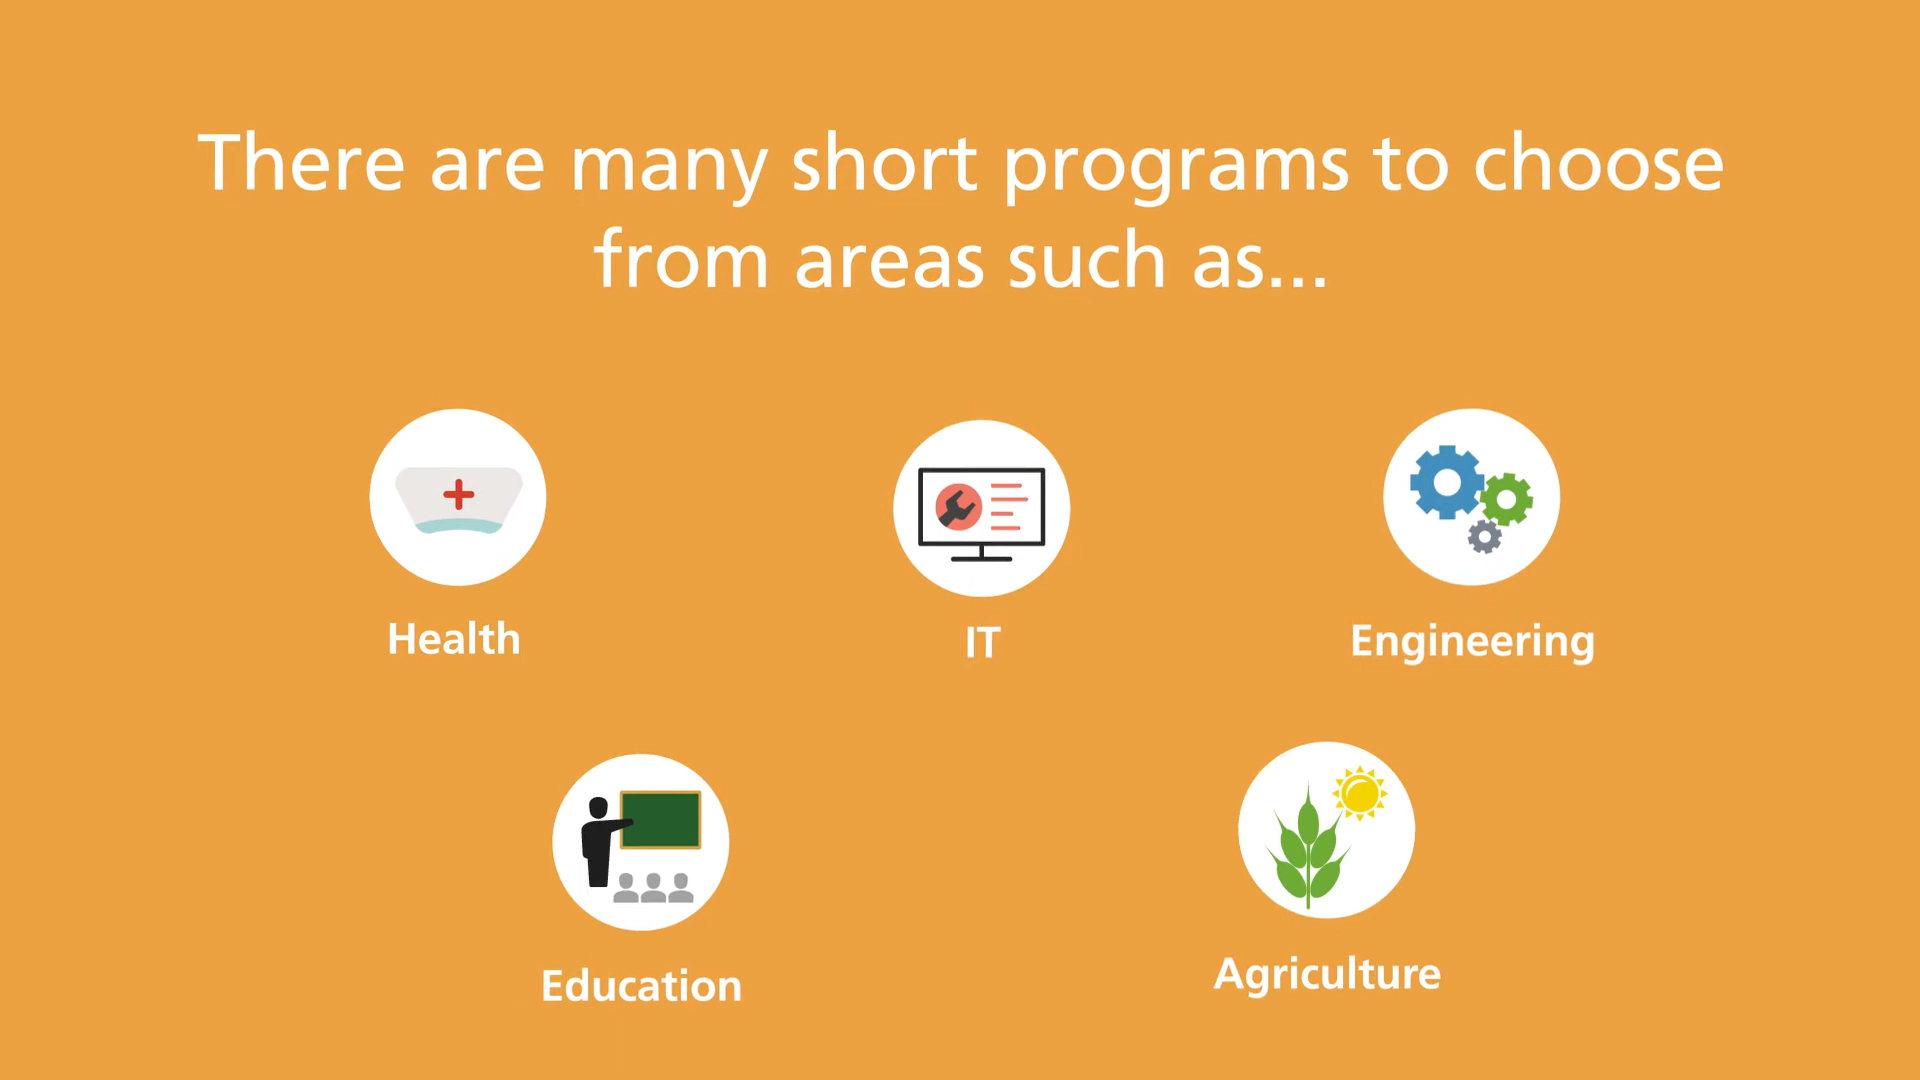 There are many short programs to choose
from areas such as...
Health
IT
Engineering
Education
Agriculture